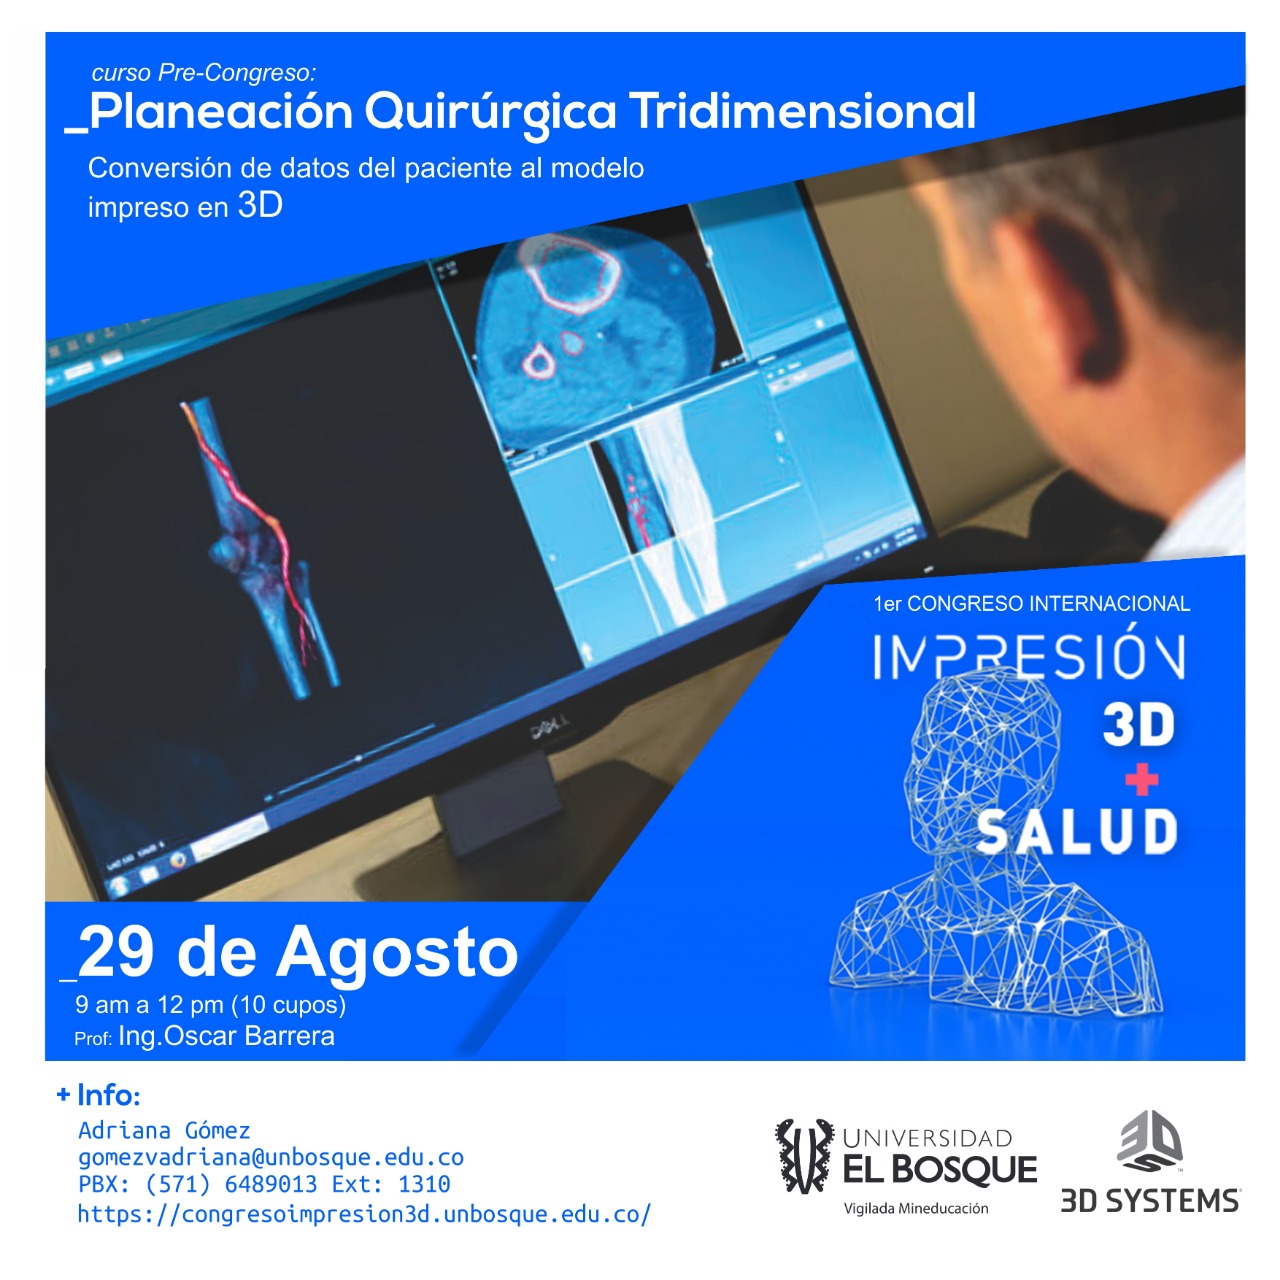 curso Pre-Congreso:
_Planeación Quirúrgica Tridimensional
Conversión de datos del paciente al modelo
impreso en 3D
DELL
1er CONGRESO INTERNACIONAL
IMPRESIÓN
3D
+
SALUD
_29 de Agosto
9 am a 12 pm (10 cupos)
Prof: Ing.Oscar Barrera
+ Info:
Adriana Gómez
gomezvadriana@unbosque.edu.co
PBX: (571) 6489013 Ext: 1310
https://congresoimpresion3d.unbosque.edu.co/
UNIVERSIDAD
EL BOSQUE
Vigilada Mineducación
3DS
3D SYSTEMS